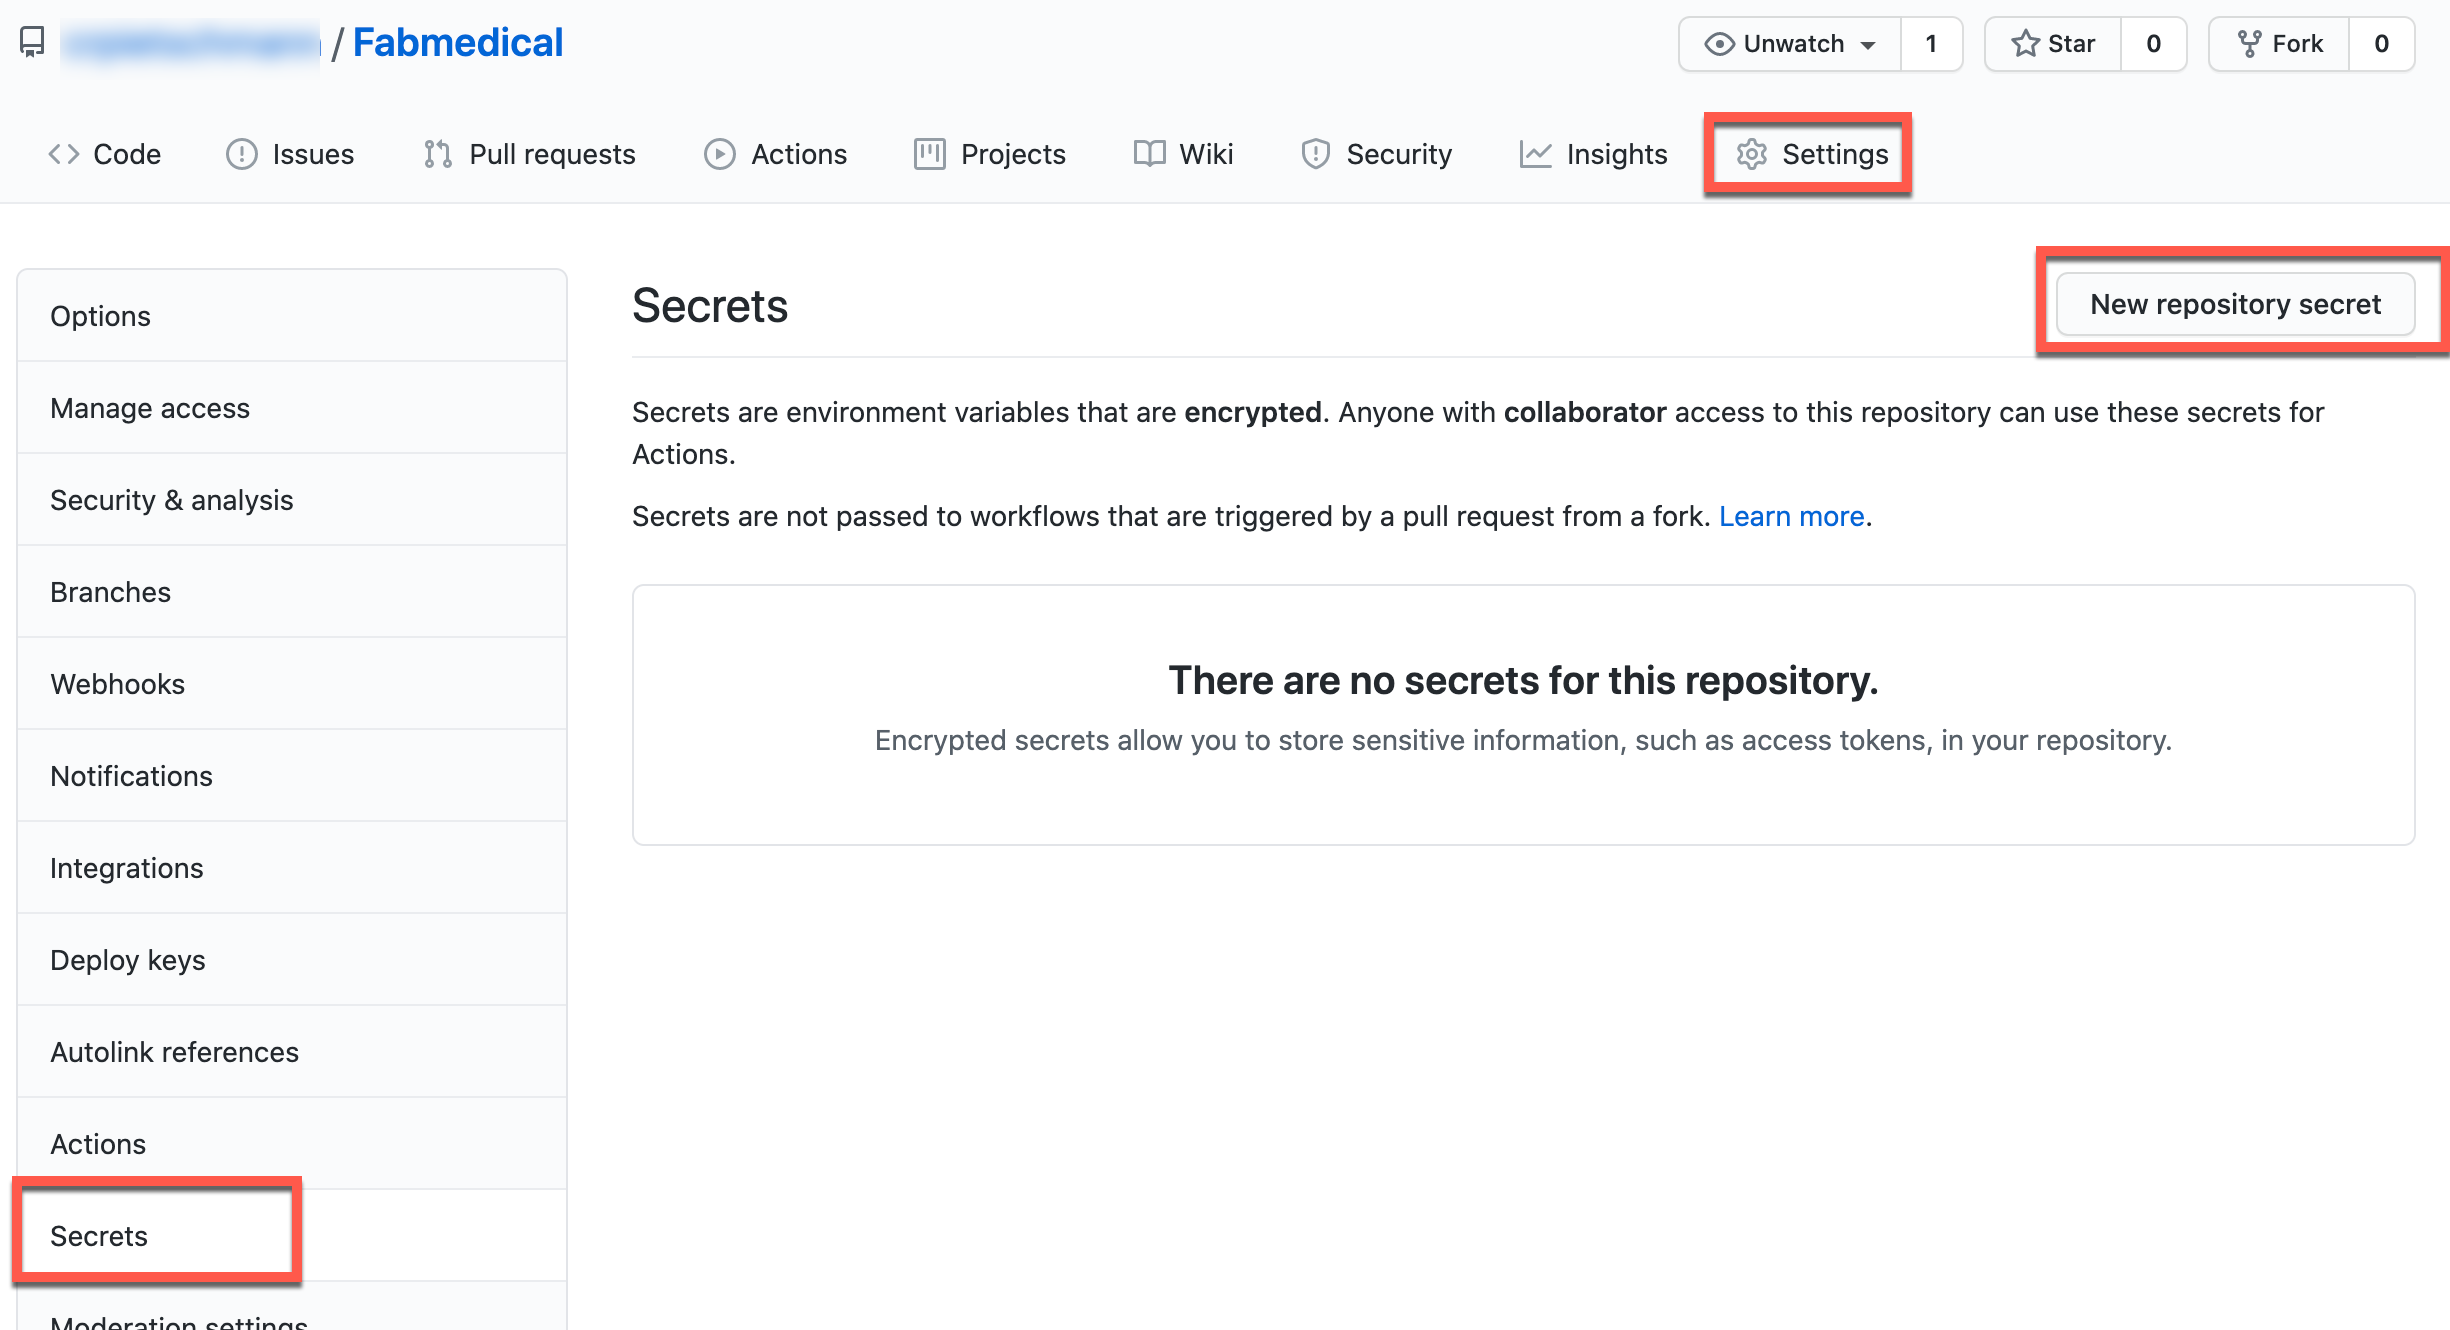 / Fabmedical
Unwatch 1 Star 0 Fork 0
Code Issues Pull requests Actions Projects Wiki Security Insights Settings
Options
Manage access
Security & analysis
Branches
Webhooks
Notifications
Integrations
Deploy keys
Autolink references
Actions
Secrets
Moderation settings
Secrets
New repository secret
Secrets are environment variables that are encrypted. Anyone with collaborator access to this repository can use these secrets for
Actions.
Secrets are not passed to workflows that are triggered by a pull request from a fork. Learn more.
There are no secrets for this repository.
Encrypted secrets allow you to store sensitive information, such as access tokens, in your repository.